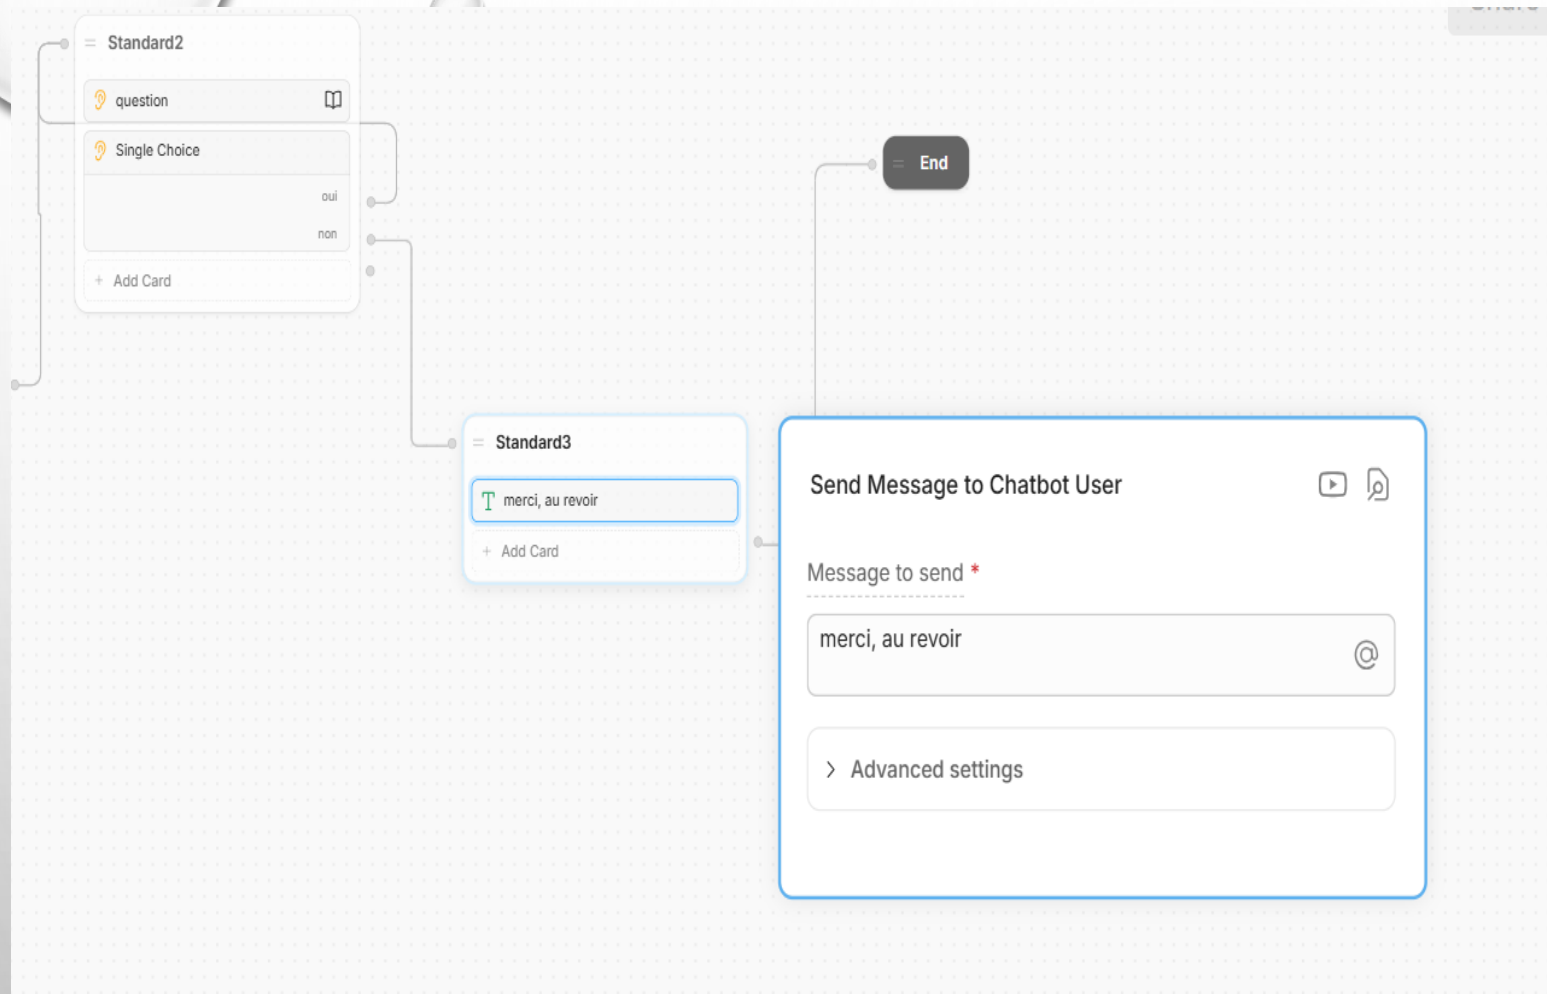 Standard2
question
Single Choice
oui
non
+ Add Card
End
Standard3
merci, au revoir
+ Add Card
Send Message to Chatbot User
Message to send *
merci, au revoir
@
Advanced settings